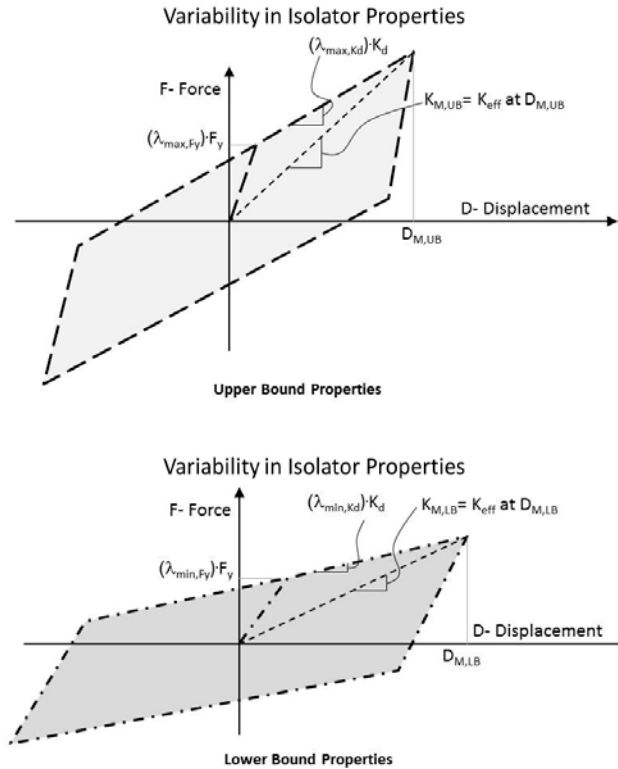 Variability in Isolator Properties
(λmax,Kd)·Kd
F- Force
KM,UB= Keff at DM,UB
(λmax,Fy)·Fy
D- Displacement
DM,UB
Upper Bound Properties
Variability in Isolator Properties
(λmin,Kd)·Kd
KM,LB= Keff at DM,LB
F- Force
(λmin,Fy)·Fy
D- Displacement
DM,LB
Lower Bound Properties